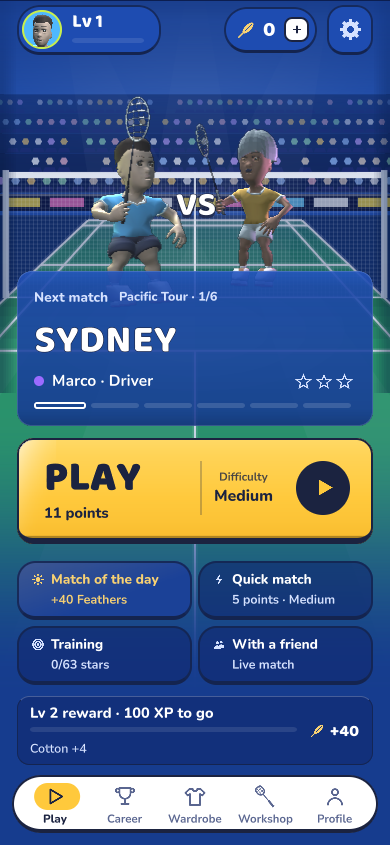 Lv 1
0
VS
Next match Pacific Tour · 1/6
SYDNEY
Marco · Driver
PLAY
11 points
Difficulty
Medium
Match of the day
+40 Feathers
Quick match
5 points · Medium
Training
0/63 stars
With a friend
Live match
Lv 2 reward · 100 XP to go
+40
Cotton +4
Play
Career
Wardrobe
Workshop
Profile